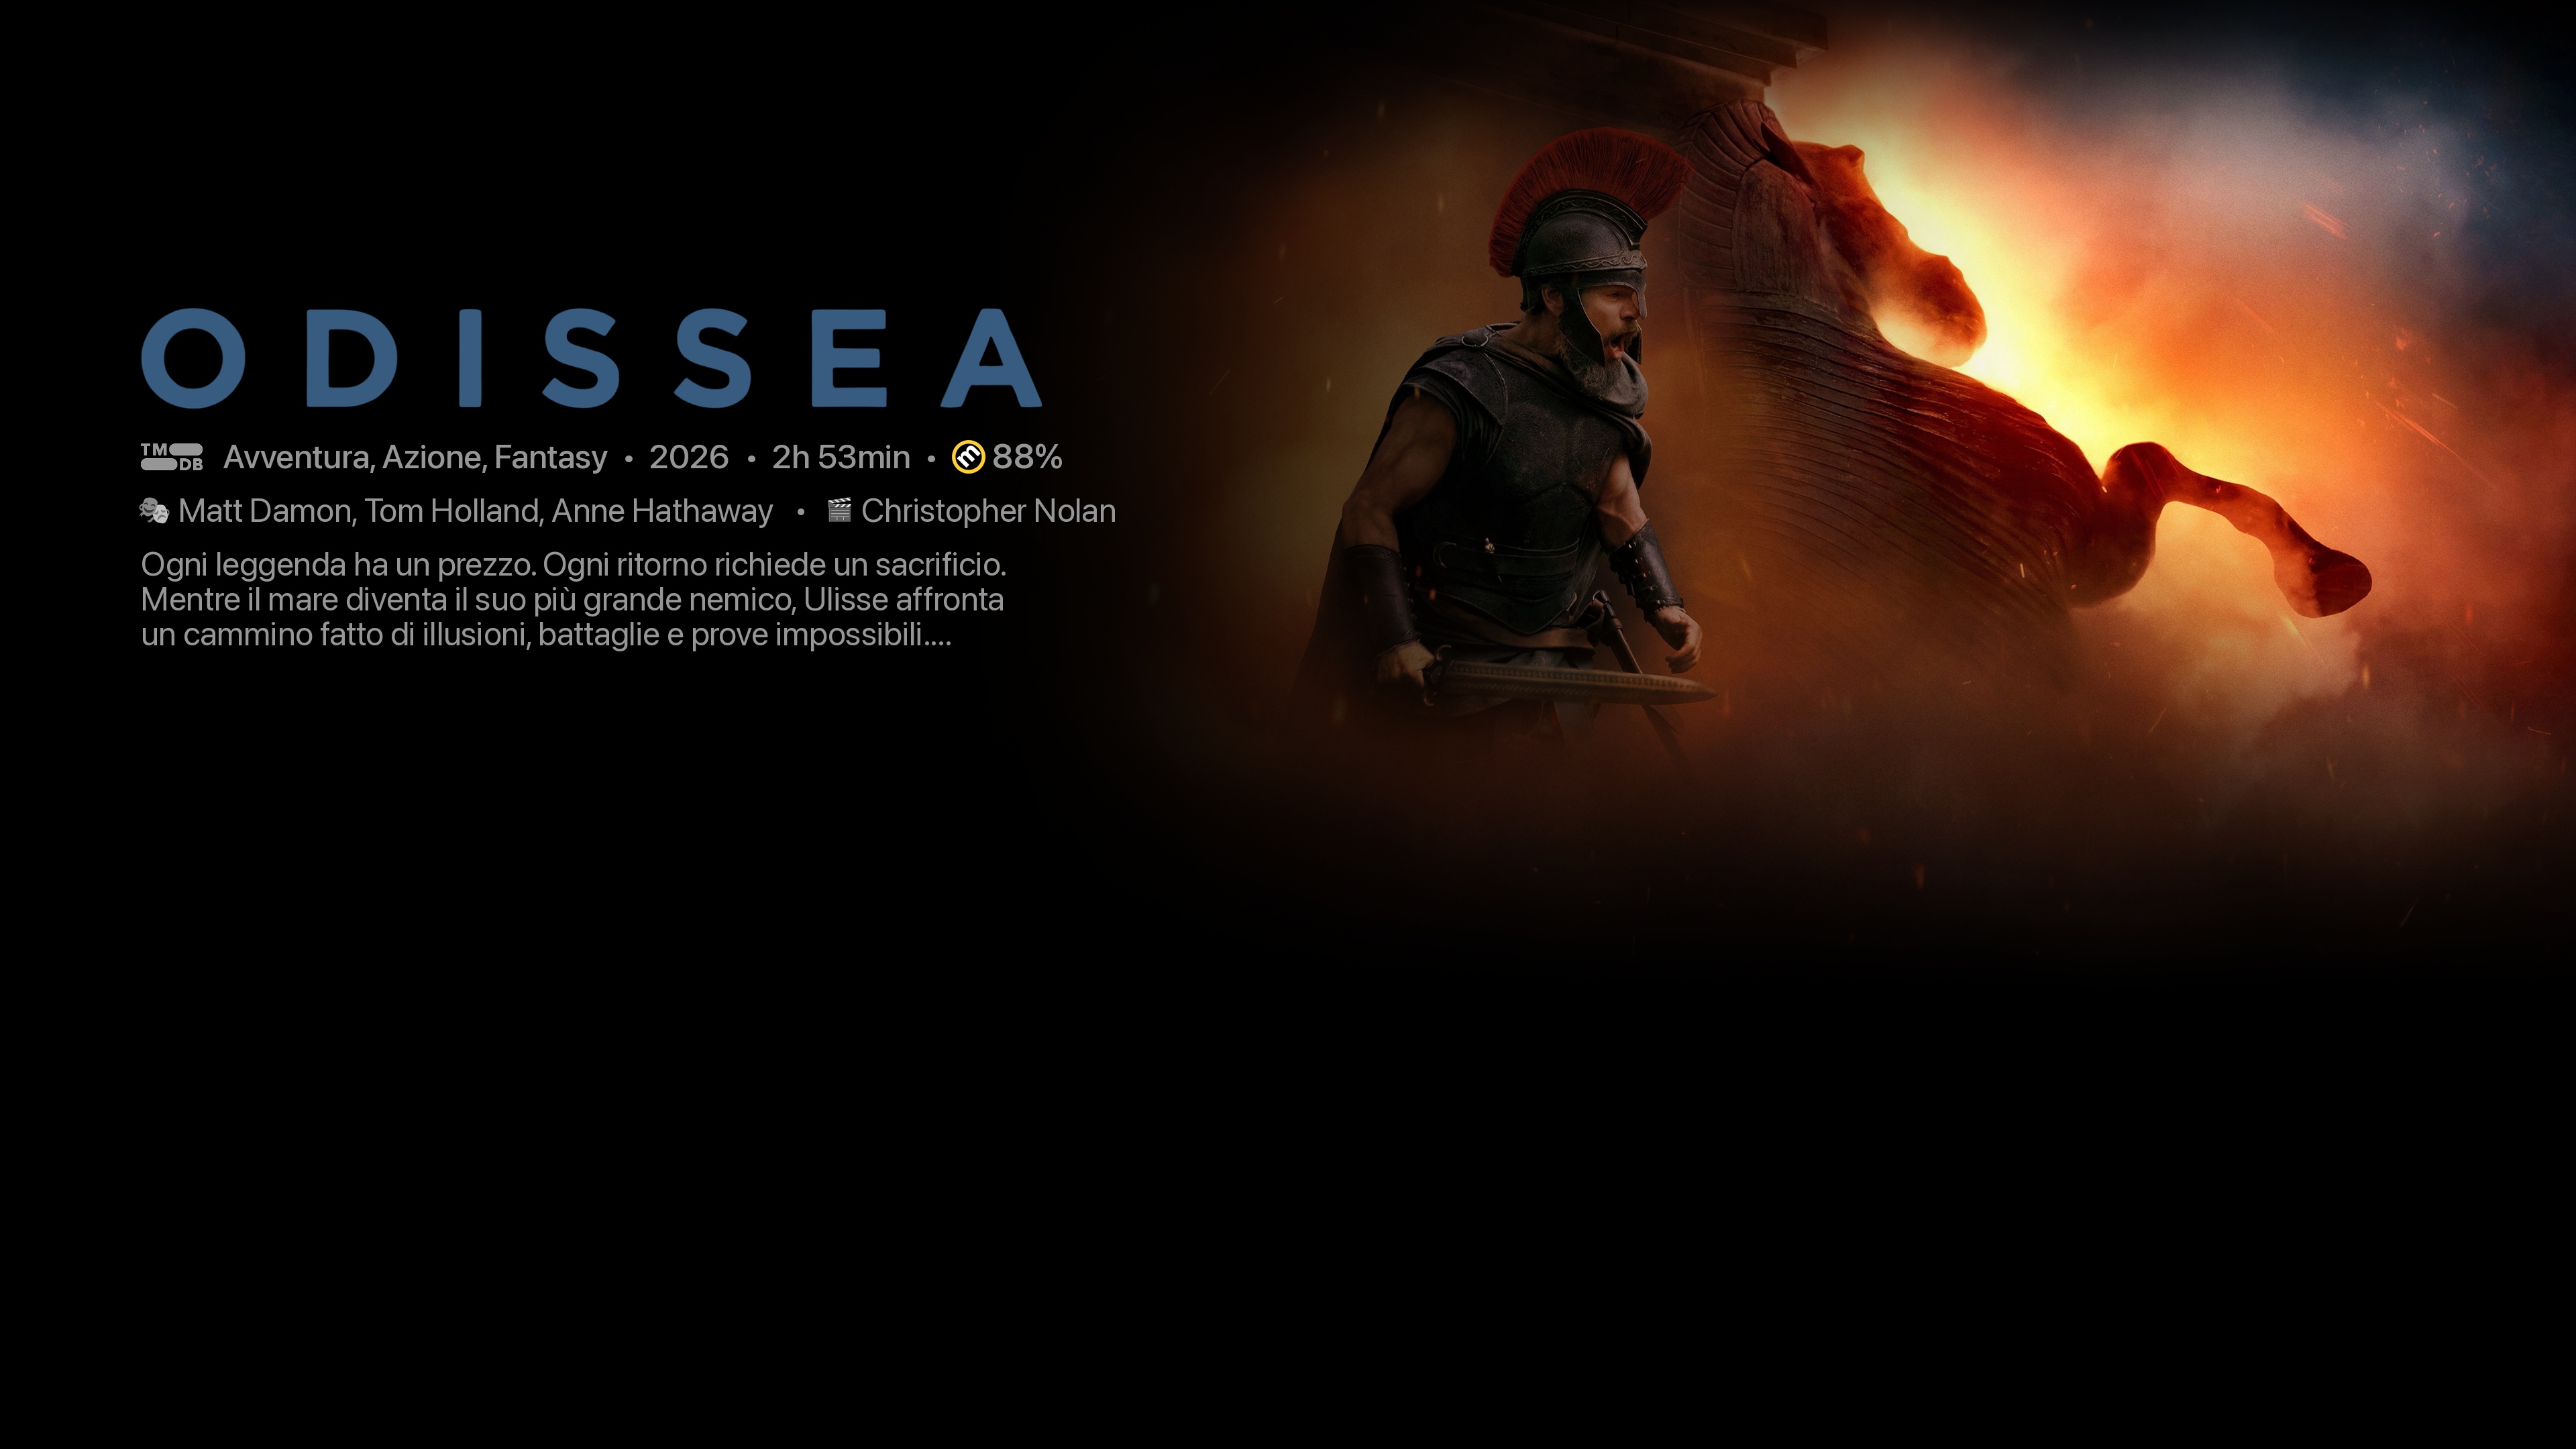 ODISSEA
TMDB Avventura, Azione, Fantasy • 2026 • 2h 53min • m 88%
Matt Damon, Tom Holland, Anne Hathaway • Christopher Nolan
Ogni leggenda ha un prezzo. Ogni ritorno richiede un sacrificio.
Mentre il mare diventa il suo più grande nemico, Ulisse affronta
un cammino fatto di illusioni, battaglie e prove impossibili....